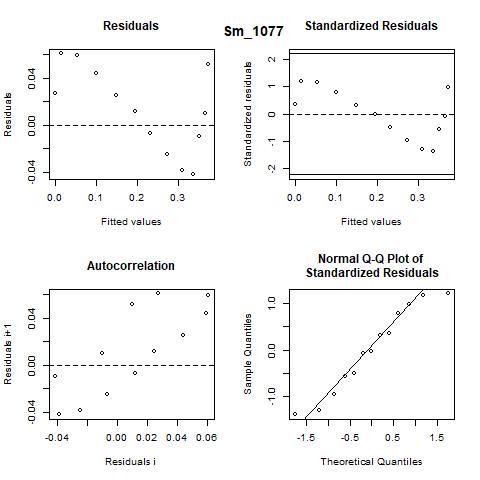 Sm_1077
Residuals
Residuals
-0.04 0.00 0.04
0.0 0.1 0.2 0.3
Fitted values
Standardized Residuals
Standardized residuals
-2 -1 0 1 2
0.0 0.1 0.2 0.3
Fitted values
Autocorrelation
Residuals i+1
-0.04 0.00 0.04
-0.04 0.00 0.02 0.04 0.06
Residuals i
Normal Q-Q Plot of
Standardized Residuals
Sample Quantiles
-1.0 0.0 1.0
-1.5 -0.5 0.5 1.5
Theoretical Quantiles